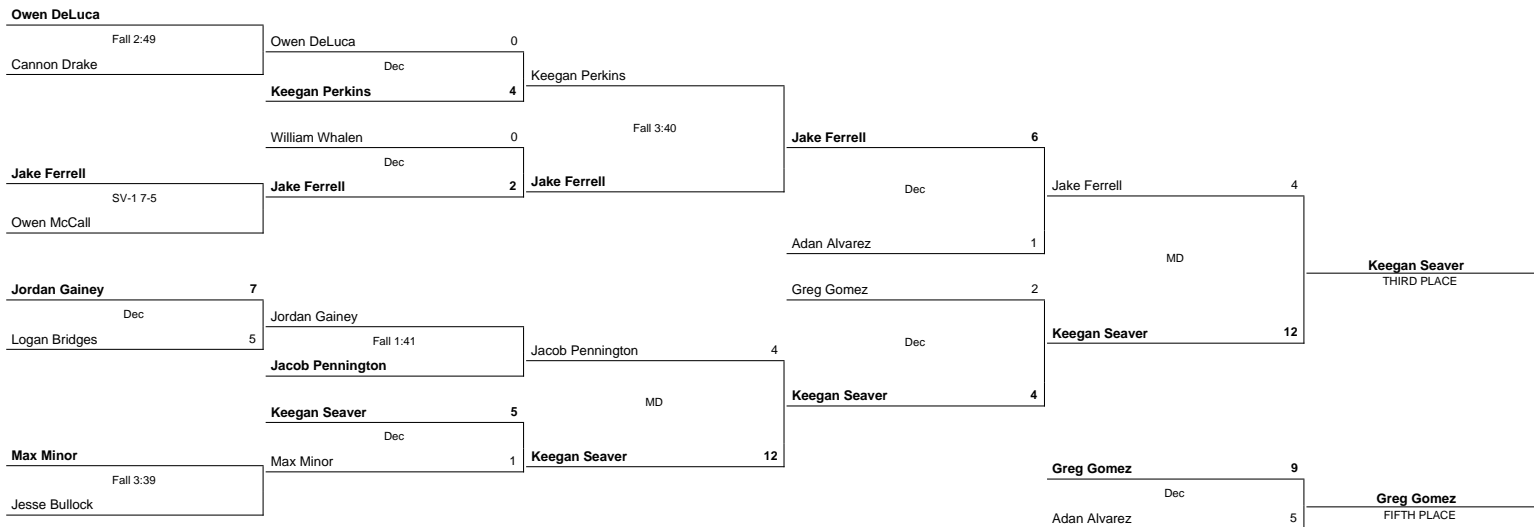 Owen DeLuca
Fall 2:49
Cannon Drake
Jake Ferrell
SV-1 7-5
Owen McCall
Jordan Gainey 7
Dec
Logan Bridges 5
Max Minor
Fall 3:39
Jesse Bullock
Owen DeLuca 0
Dec
Keegan Perkins 4
William Whalen 0
Dec
Jake Ferrell 2
Jordan Gainey
Fall 1:41
Jacob Pennington
Keegan Seaver 5
Dec
Max Minor 1
Keegan Perkins
Fall 3:40
Jake Ferrell
Jacob Pennington 4
MD
Keegan Seaver 12
Jake Ferrell 6
Dec
Adan Alvarez 1
Greg Gomez 2
Dec
Keegan Seaver 4
Jake Ferrell 4
MD
Keegan Seaver 12
Keegan Seaver
THIRD PLACE
Greg Gomez 9
Dec
Adan Alvarez 5
Greg Gomez
FIFTH PLACE